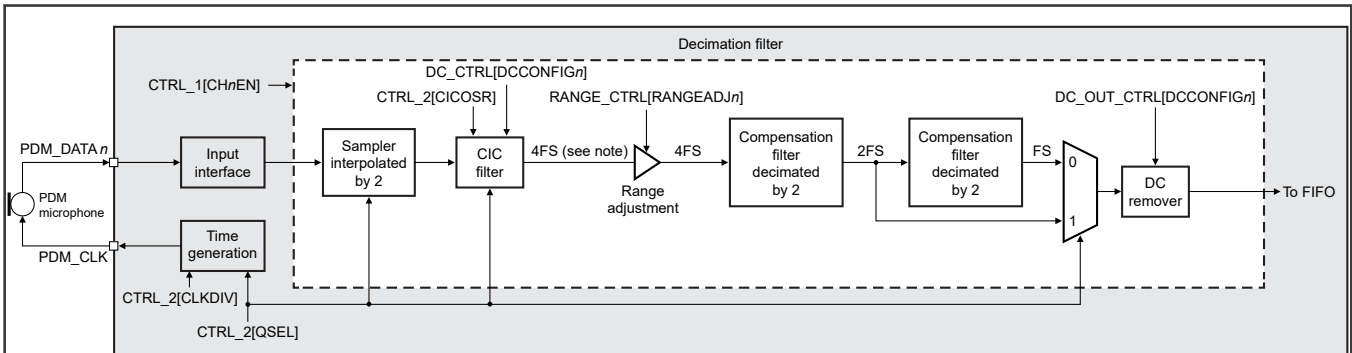 Decimation filter
DC_CTRL[DCCONFIGn]
CTRL_1[CHnEN]
CTRL_2[CICOSR]
RANGE_CTRL[RANGEADJn]
DC_OUT_CTRL[DCCONFIGn]
PDM_DATA n
Input
interface
Sampler
interpolated
by 2
CIC
filter
4FS (see note)
4FS
Range
adjustment
Compensation
filter
decimated
by 2
2FS
Compensation
filter
decimated
by 2
FS
0
1
DC
remover
To FIFO
PDM
microphone
PDM_CLK
Time
generation
CTRL_2[CLKDIV]
CTRL_2[QSEL]